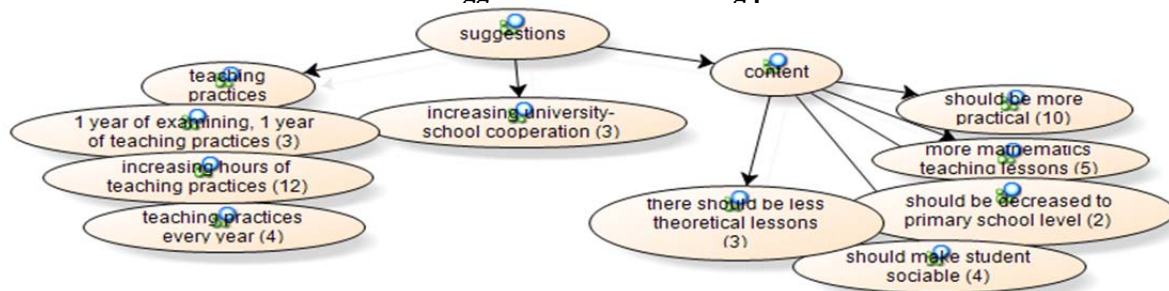 suggestions
teaching
practices
content
1 year of examining, 1 year
of teaching practices (3)
increasing university-
school cooperation (3)
should be more
practical (10)
increasing hours of
teaching practices (12)
more mathematics
teaching lessons (5)
teaching practices
every year (4)
there should be less
theoretical lessons
(3)
should be decreased to
primary school level (2)
should make student
sociable (4)